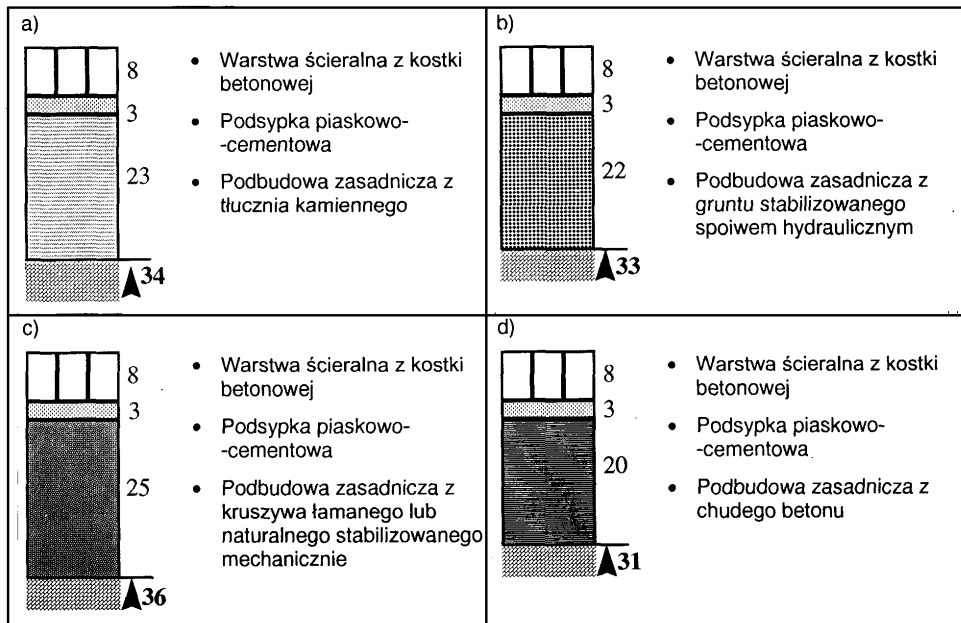 a)
8
3
23
34
• Warstwa ścieralna z kostki
betonowej
• Podsypka piaskowo-
-cementowa
• Podbudowa zasadnicza z
tłucznia kamiennego
b)
8
3
22
33
• Warstwa ścieralna z kostki
betonowej
• Podsypka piaskowo-
-cementowa
• Podbudowa zasadnicza z
gruntu stabilizowanego
spoiwem hydraulicznym
c)
8
3
25
36
• Warstwa ścieralna z kostki
betonowej
• Podsypka piaskowo-
-cementowa
• Podbudowa zasadnicza z
kruszywa łamanego lub
naturalnego stabilizowanego
mechanicznie
d)
8
3
20
31
• Warstwa ścieralna z kostki
betonowej
• Podsypka piaskowo-
-cementowa
• Podbudowa zasadnicza z
chudego betonu